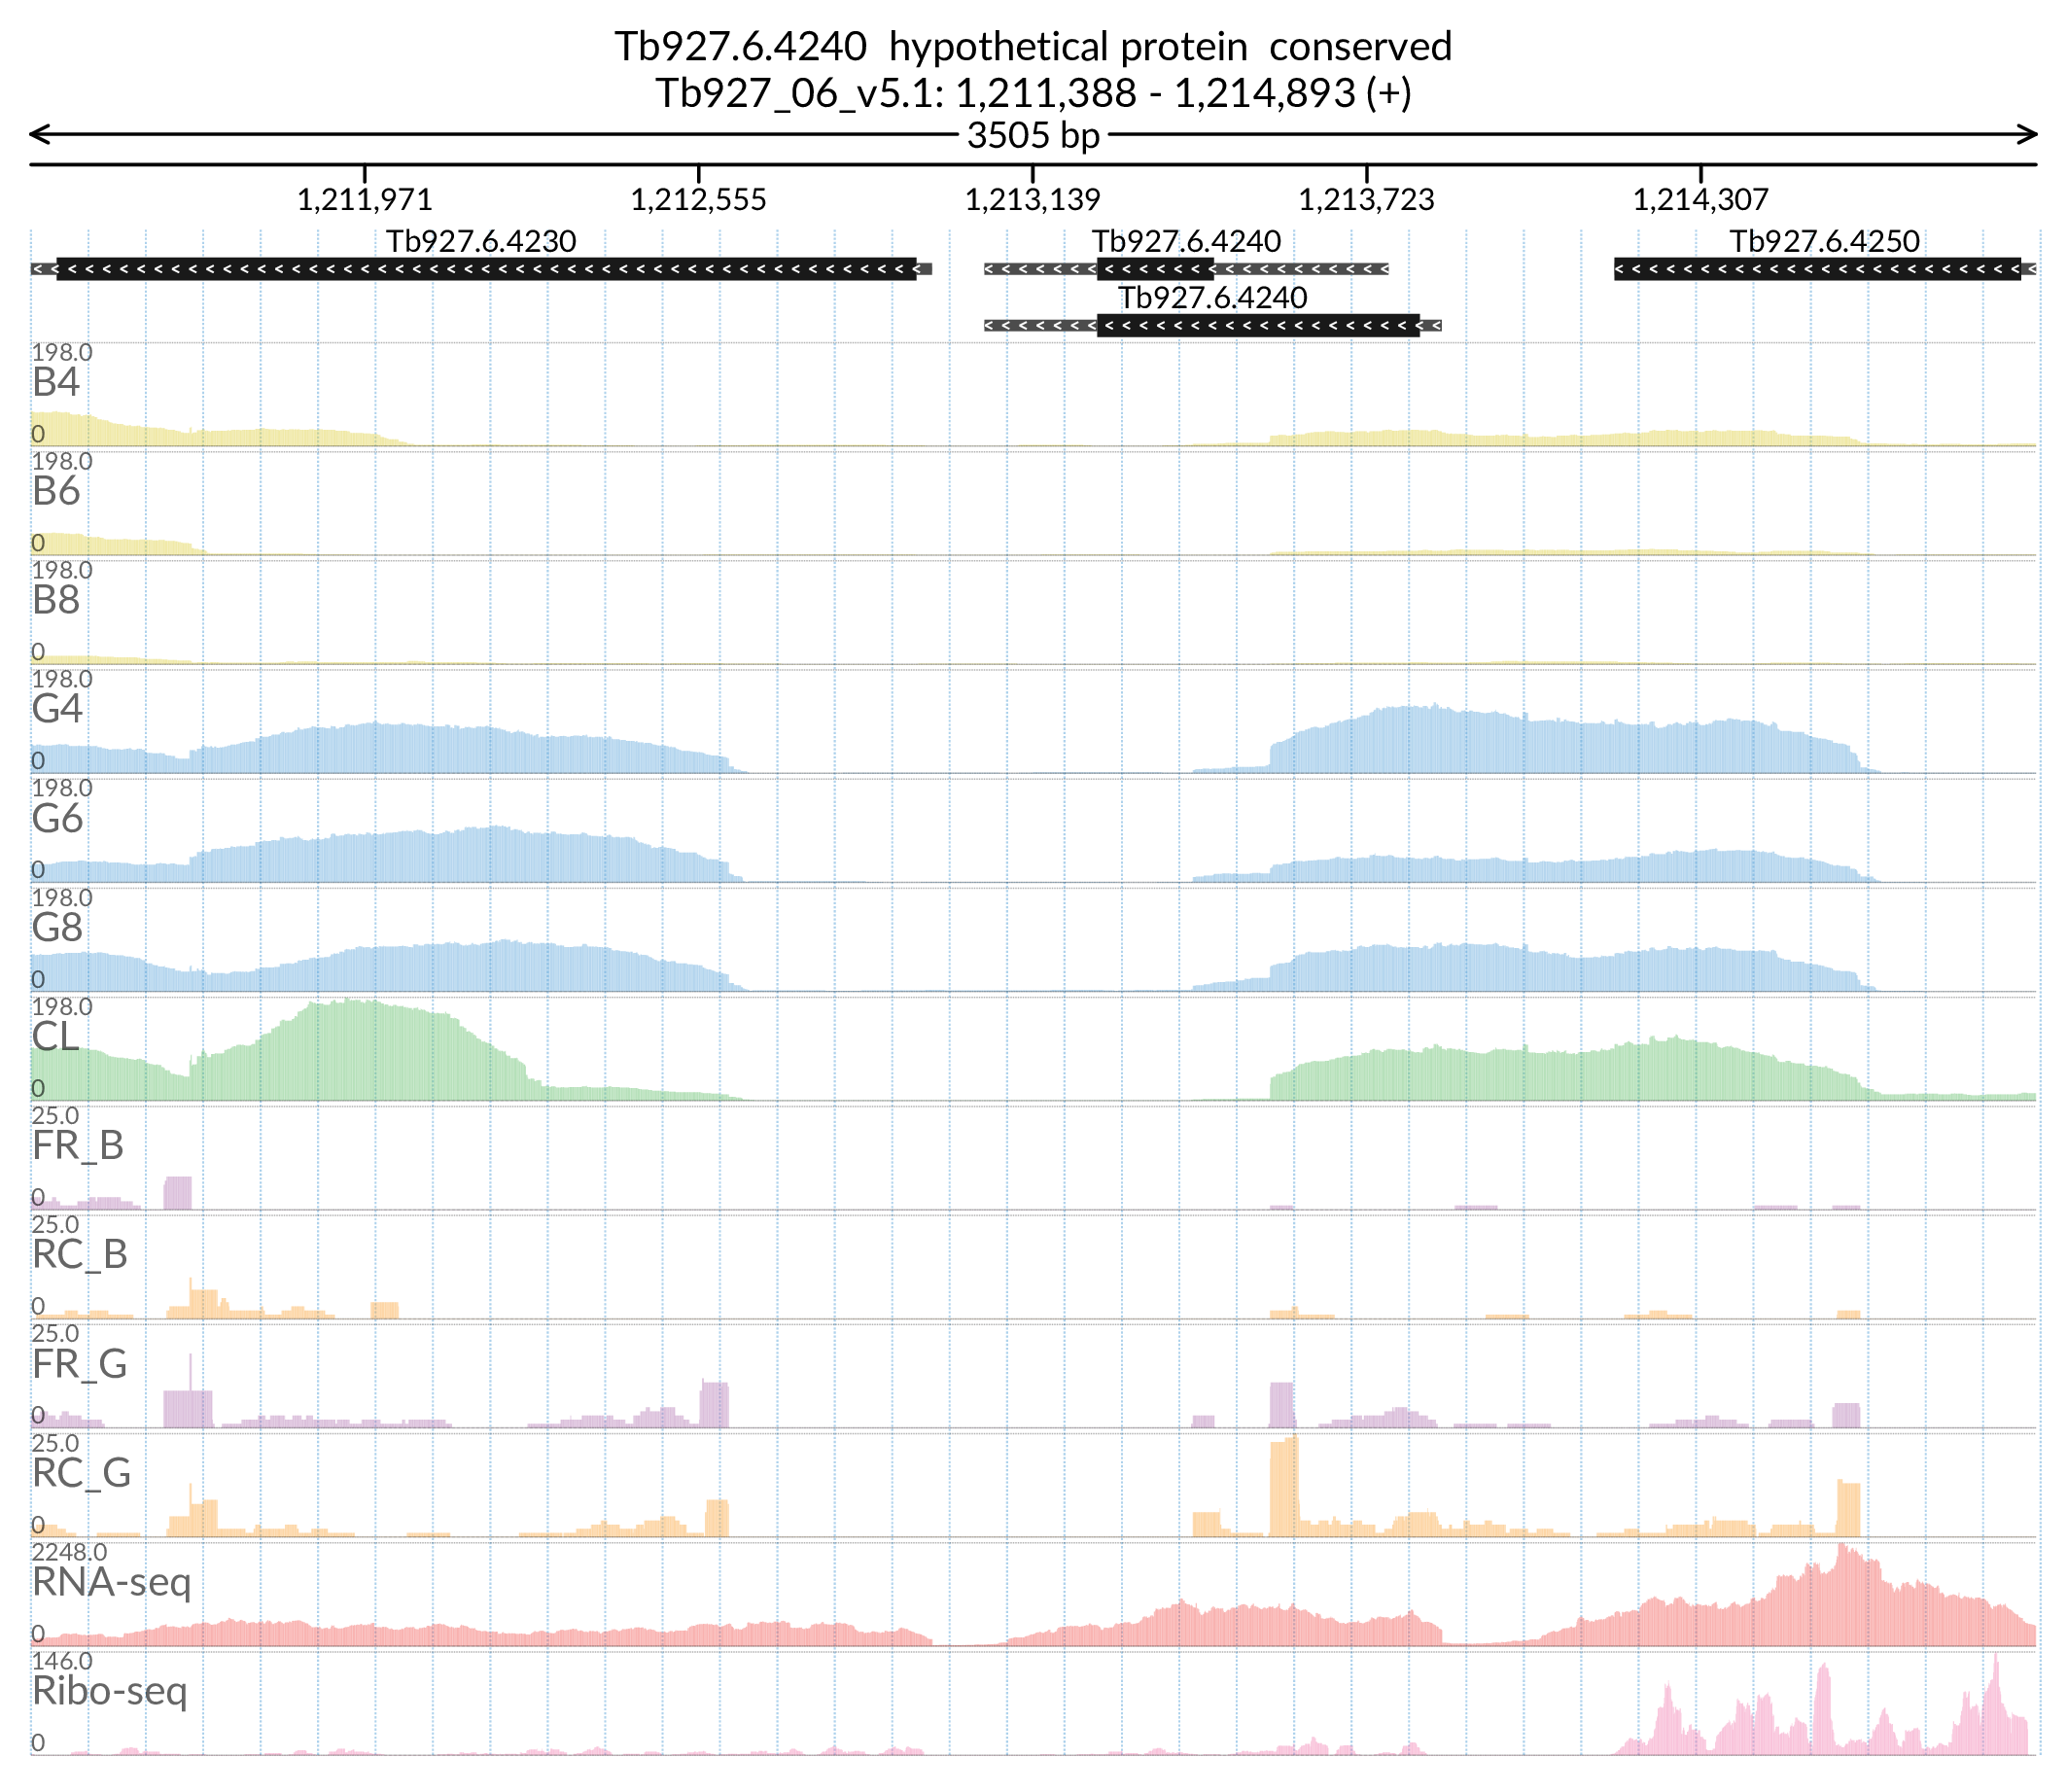 Tb927.6.4240  hypothetical protein  conserved
Tb927_06_v5.1: 1,211,388 - 1,214,893 (+)
3505 bp
1,211,971 1,212,555 1,213,139 1,213,723 1,214,307
Tb927.6.4230 Tb927.6.4240 Tb927.6.4250
Tb927.6.4240
198.0
B4
0
198.0
B6
0
198.0
B8
0
198.0
G4
0
198.0
G6
0
198.0
G8
0
198.0
CL
0
25.0
FR_B
0
25.0
RC_B
0
25.0
FR_G
0
25.0
RC_G
0
2248.0
RNA-seq
0
146.0
Ribo-seq
0